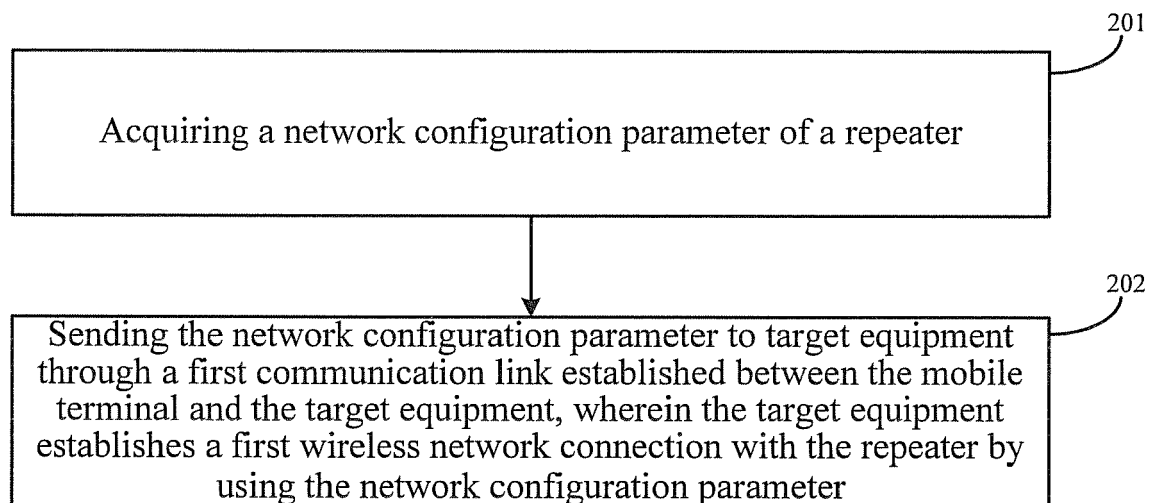 201
Acquiring a network configuration parameter of a repeater
202
Sending the network configuration parameter to target equipment
through a first communication link established between the mobile
terminal and the target equipment, wherein the target equipment
establishes a first wireless network connection with the repeater by
using the network configuration parameter